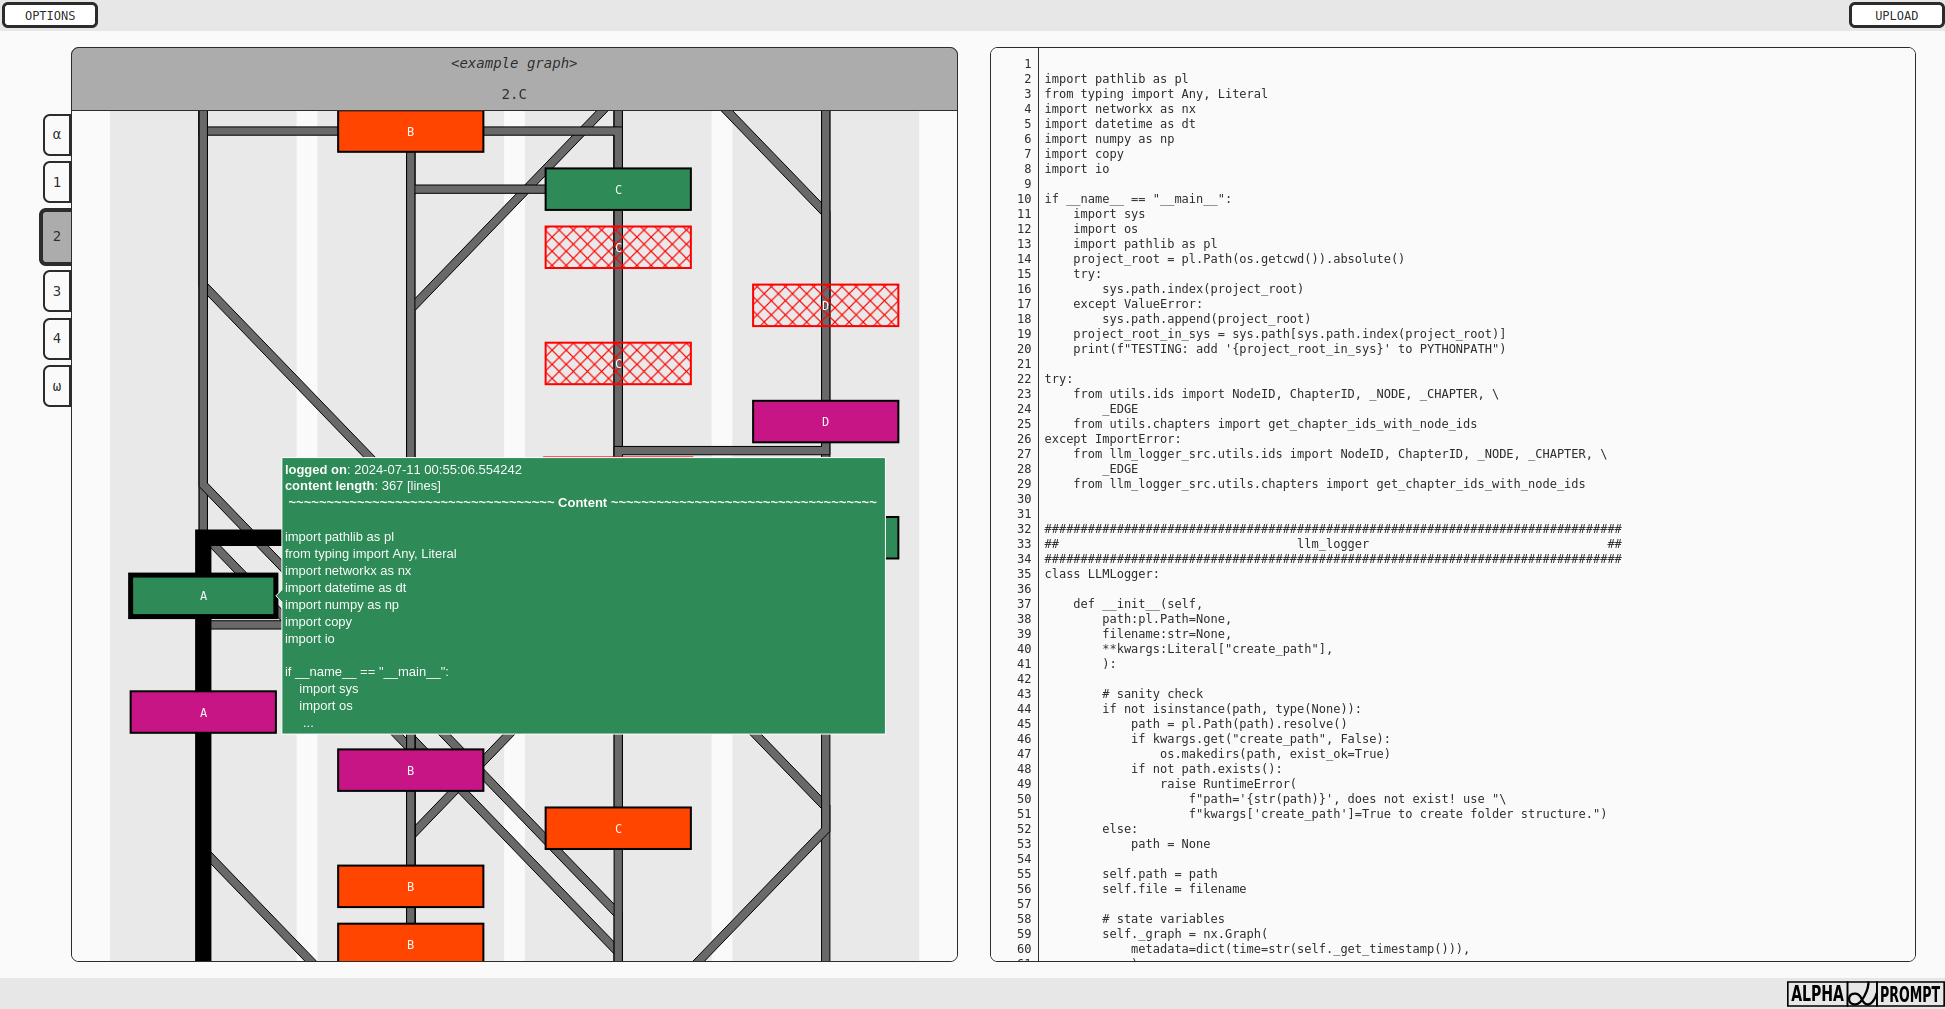 OPTIONS
UPLOAD
<example graph>
2.C
α
1
2
3
4
ω
B
C
C
D
C
D
A
A
B
C
B
B
logged on: 2024-07-11 00:55:06.554242
content length: 367 [lines]
~~~~~~~~~~~~~~~~~~~~~~~~~~~~~~~~~~~ Content ~~~~~~~~~~~~~~~~~~~~~~~~~~~~~~~~~~~
import pathlib as pl
from typing import Any, Literal
import networkx as nx
import datetime as dt
import numpy as np
import copy
import io
if __name__ == "__main__":
    import sys
    import os
     ...
1
2 import pathlib as pl
3 from typing import Any, Literal
4 import networkx as nx
5 import datetime as dt
6 import numpy as np
7 import copy
8 import io
9
10 if __name__ == "__main__":
11     import sys
12     import os
13     import pathlib as pl
14     project_root = pl.Path(os.getcwd()).absolute()
15     try:
16         sys.path.index(project_root)
17     except ValueError:
18         sys.path.append(project_root)
19     project_root_in_sys = sys.path[sys.path.index(project_root)]
20     print(f"TESTING: add '{project_root_in_sys}' to PYTHONPATH")
21
22 try:
23     from utils.ids import NodeID, ChapterID, _NODE, _CHAPTER, \
24         _EDGE
25     from utils.chapters import get_chapter_ids_with_node_ids
26 except ImportError:
27     from llm_logger_src.utils.ids import NodeID, ChapterID, _NODE, _CHAPTER, \
28         _EDGE
29     from llm_logger_src.utils.chapters import get_chapter_ids_with_node_ids
30
31
32 ################################################################################
33 ##                                 llm_logger                                 ##
34 ################################################################################
35 class LLMLogger:
36
37     def __init__(self,
38         path:pl.Path=None,
39         filename:str=None,
40         **kwargs:Literal["create_path"],
41         ):
42
43         # sanity check
44         if not isinstance(path, type(None)):
45             path = pl.Path(path).resolve()
46             if kwargs.get("create_path", False):
47                 os.makedirs(path, exist_ok=True)
48             if not path.exists():
49                 raise RuntimeError(
50                     f"path='{str(path)}', does not exist! use "\
51                     f"kwargs['create_path']=True to create folder structure.")
52         else:
53             path = None
54
55         self.path = path
56         self.file = filename
57
58         # state variables
59         self._graph = nx.Graph(
60             metadata=dict(time=str(self._get_timestamp())),
ALPHA PROMPT